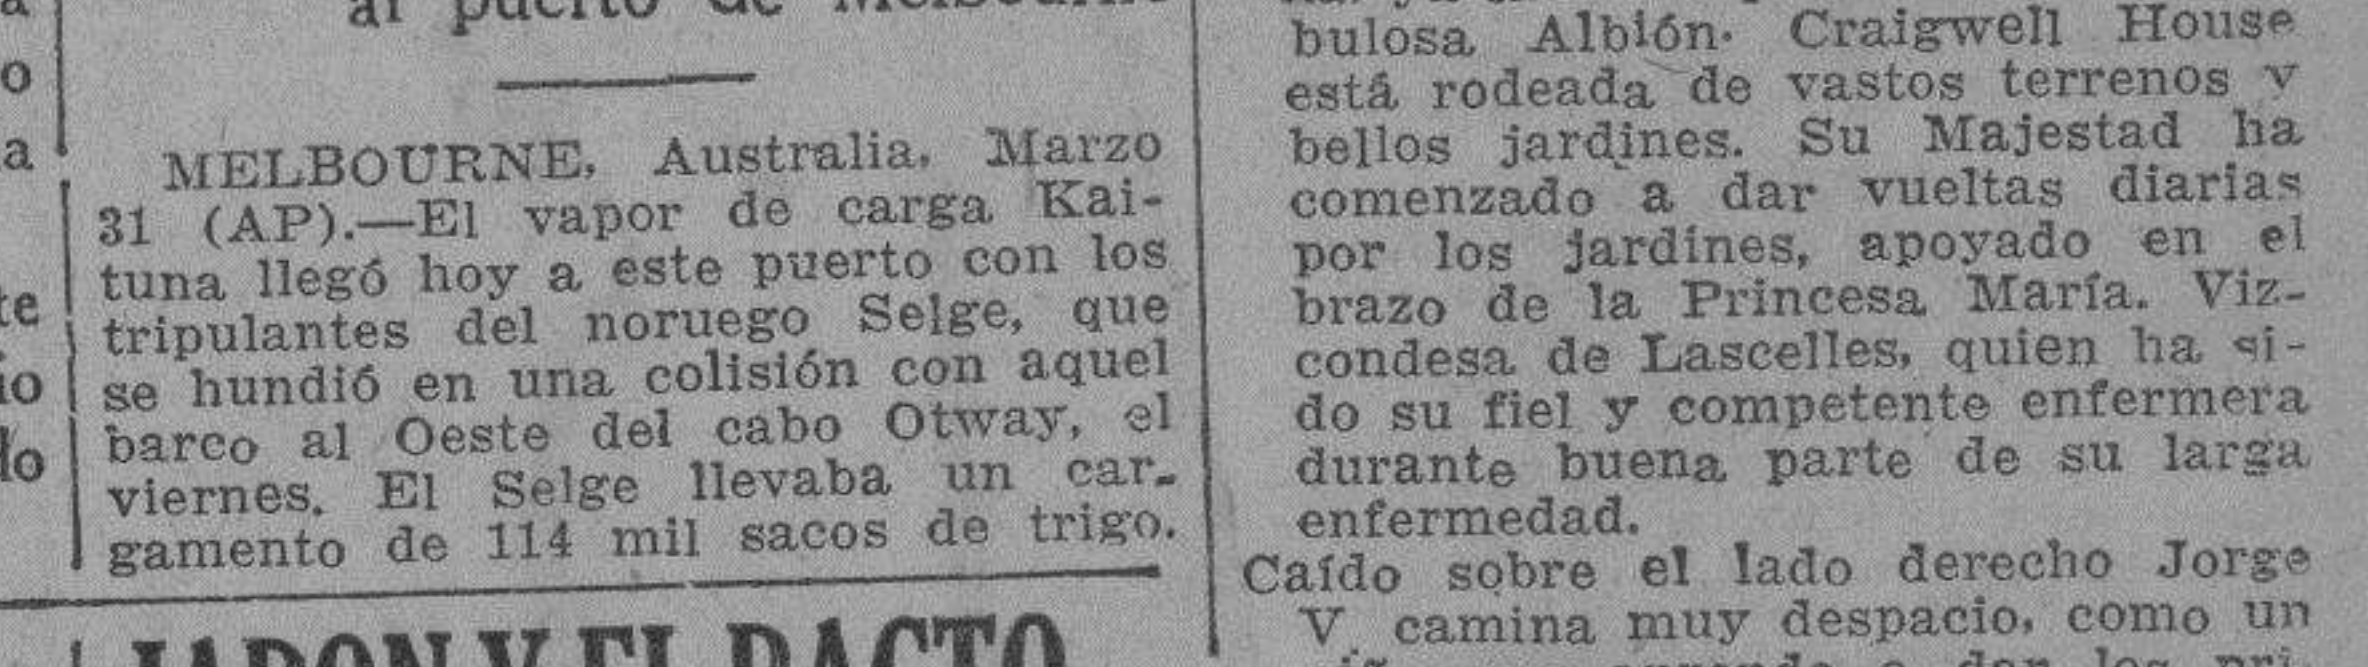 al puerto de Melbourne
MELBOURNE, Australia, Marzo
31 (AP).—El vapor de carga Kai-
tuna llegó hoy a este puerto con los
tripulantes del noruego Selge, que
se hundió en una colisión con aquel
barco al Oeste del cabo Otway, el
viernes. El Selge llevaba un car-
gamento de 114 mil sacos de trigo.
JAPON Y EL PACTO
bulosa Albión. Craigwell House
está rodeada de vastos terrenos y
bellos jardines. Su Majestad ha
comenzado a dar vueltas diarias
por los jardines, apoyado en el
brazo de la Princesa María. Viz-
condesa de Lascelles, quien ha si-
do su fiel y competente enfermera
durante buena parte de su larga
enfermedad.
Caído sobre el lado derecho Jorge
V. camina muy despacio, como un